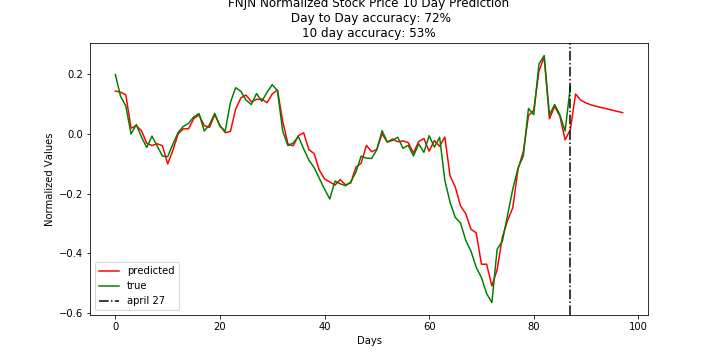 FNJN Normalized Stock Price 10 Day Prediction
Day to Day accuracy: 72%
10 day accuracy: 53%
Normalized Values
0.2
0.0
−0.2
−0.4
−0.6
predicted
true
april 27
0
20
40
60
80
100
Days